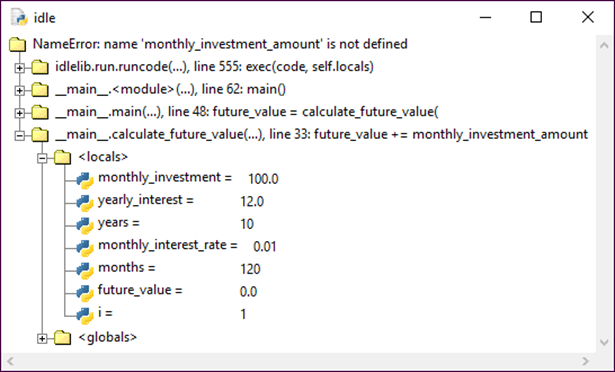 idle
NameError: name 'monthly_investment_amount' is not defined
idlelib.run.runcode(...), line 555: exec(code, self.locals)
__main__.<module>(...), line 62: main()
__main__.main(...), line 48: future_value = calculate_future_value(
__main__.calculate_future_value(...), line 33: future_value += monthly_investment_amount
<locals>
monthly_investment = 100.0
yearly_interest = 12.0
years = 10
monthly_interest_rate = 0.01
months = 120
future_value = 0.0
i = 1
<globals>